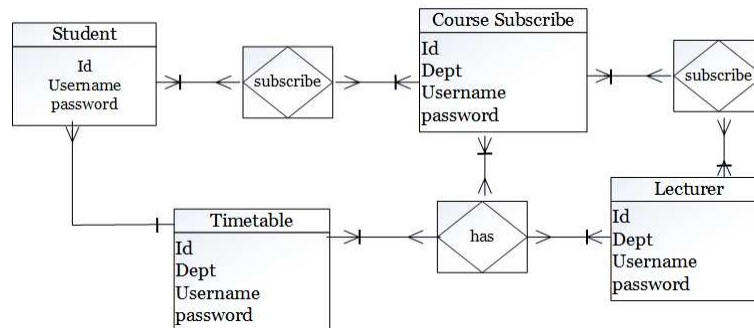 Student
Id
Username
password
subscribe
Course Subscribe
Id
Dept
Username
password
subscribe
Timetable
Id
Dept
Username
password
has
Lecturer
Id
Dept
Username
password